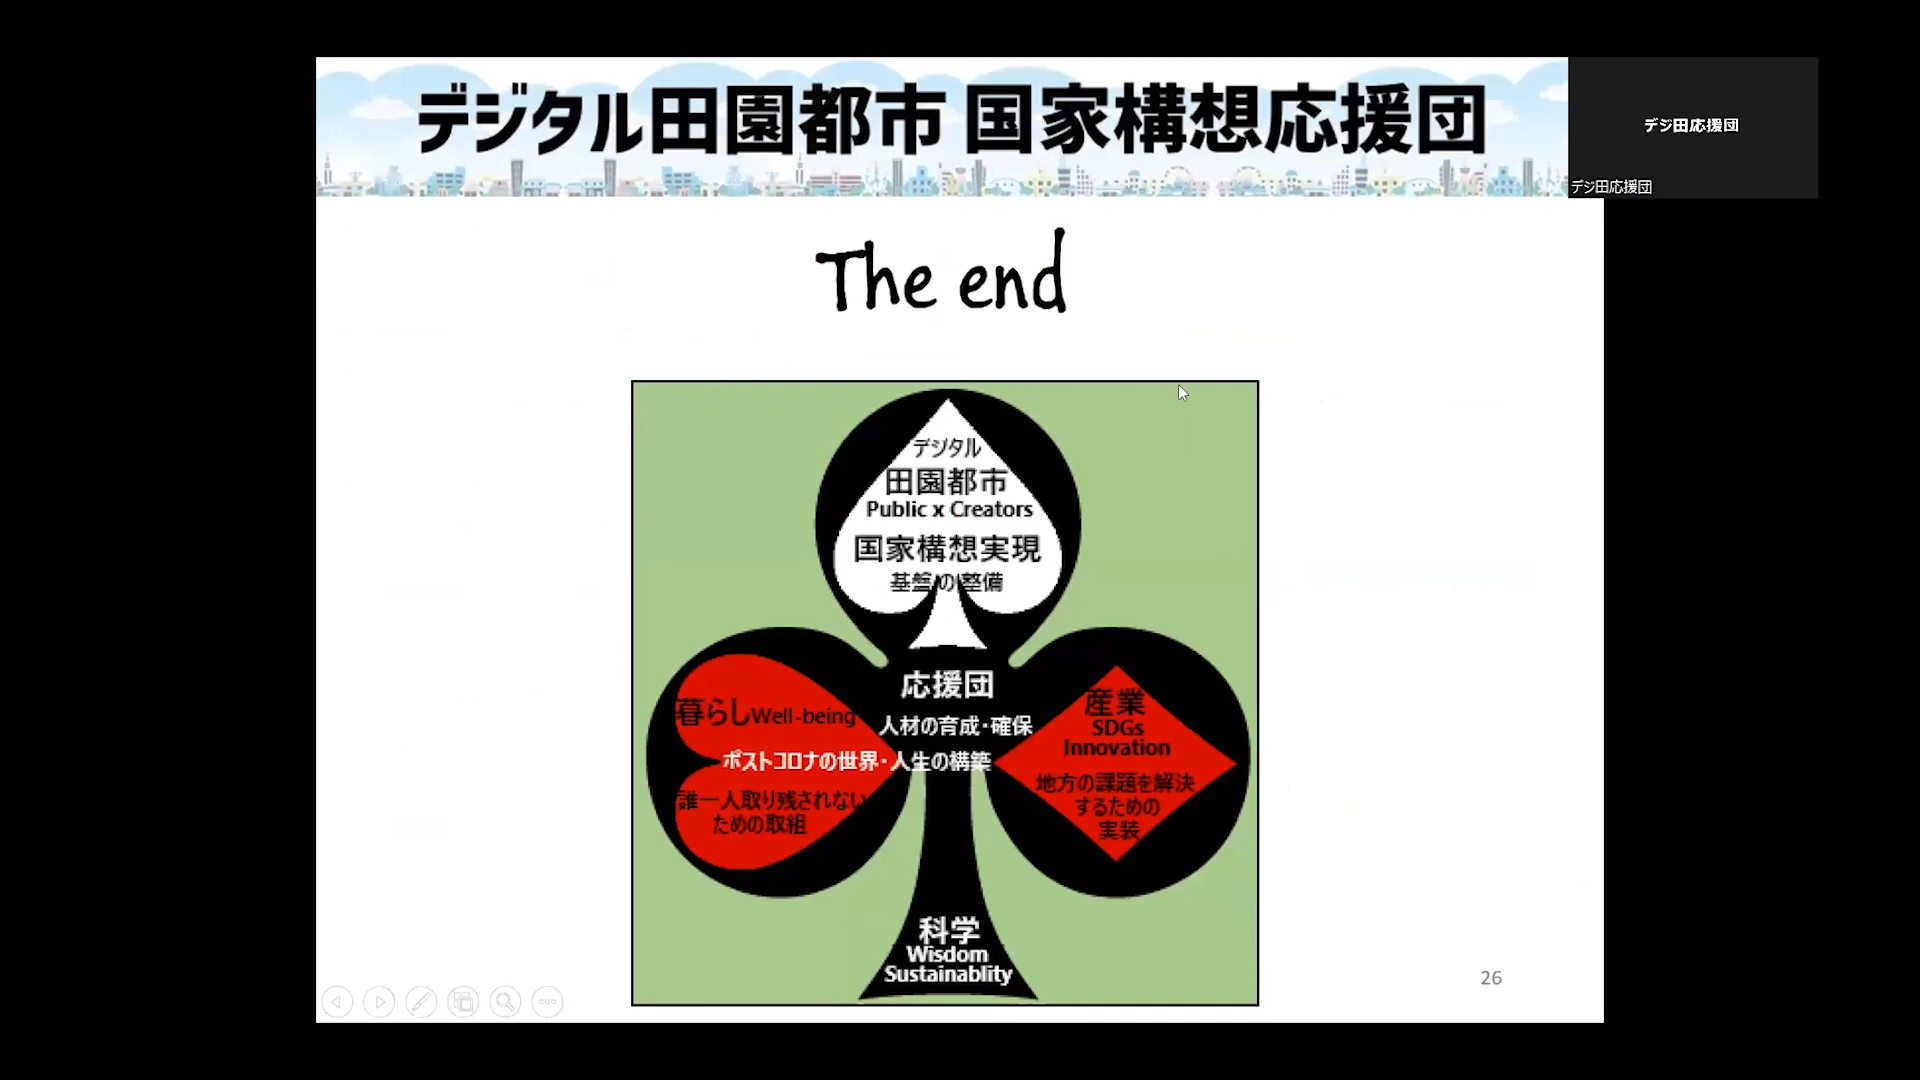 デジタル田園都市 国家構想応援団
デジ田応援団
デジ田応援団
The end
デジタル
田園都市
Public x Creators
国家構想実現
基盤の整備
応援団
人材の育成・確保
暮らしWell-being
ポストコロナの世界・人生の構築
誰一人取り残されない
ための取組
産業
SDGs
Innovation
地方の課題を解決
するための
実装
科学
Wisdom
Sustainablity
26